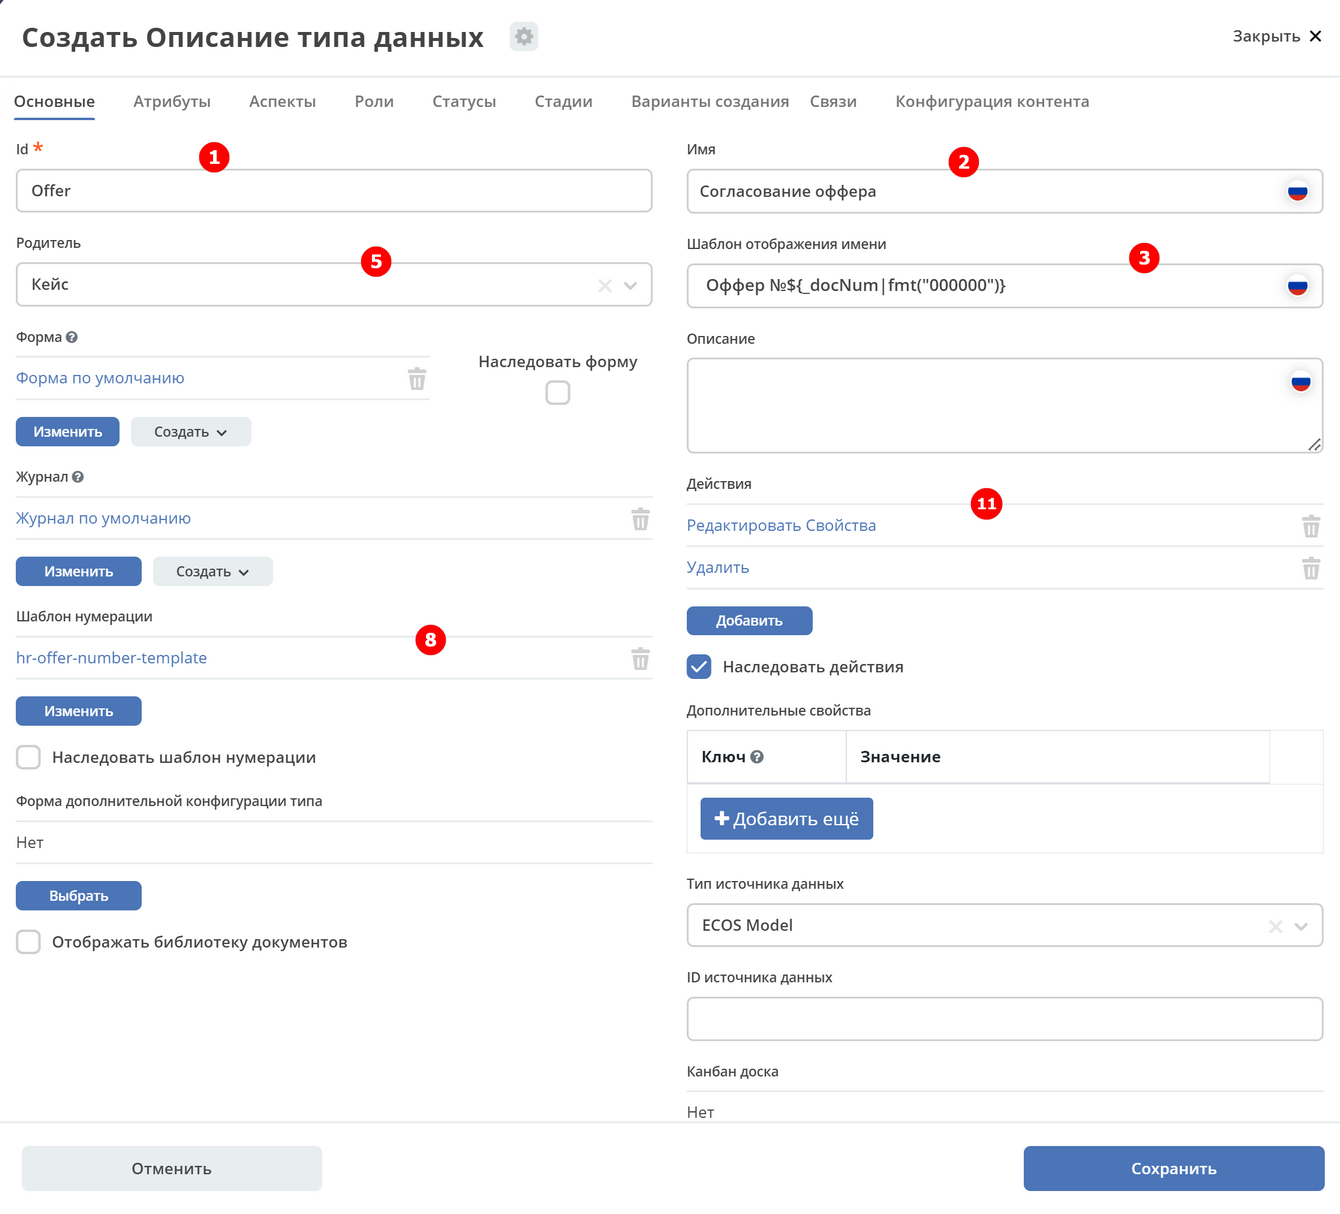 Создать Описание типа данных
Закрыть ✕
Основные Атрибуты Аспекты Роли Статусы Стадии Варианты создания Связи Конфигурация контента
Id *
1
Offer
Родитель
5
Кейс
Форма
Форма по умолчанию
Наследовать форму
Изменить Создать
Журнал
Журнал по умолчанию
Изменить Создать
Шаблон нумерации
8
hr-offer-number-template
Изменить
Наследовать шаблон нумерации
Форма дополнительной конфигурации типа
Нет
Выбрать
Отображать библиотеку документов
Имя
2
Согласование оффера
Шаблон отображения имени
3
Оффер №${_docNum|fmt("000000")}
Описание
Действия
11
Редактировать Свойства
Удалить
Добавить
Наследовать действия
Дополнительные свойства
Ключ Значение
+ Добавить ещё
Тип источника данных
ECOS Model
ID источника данных
Канбан доска
Нет
Отменить Сохранить